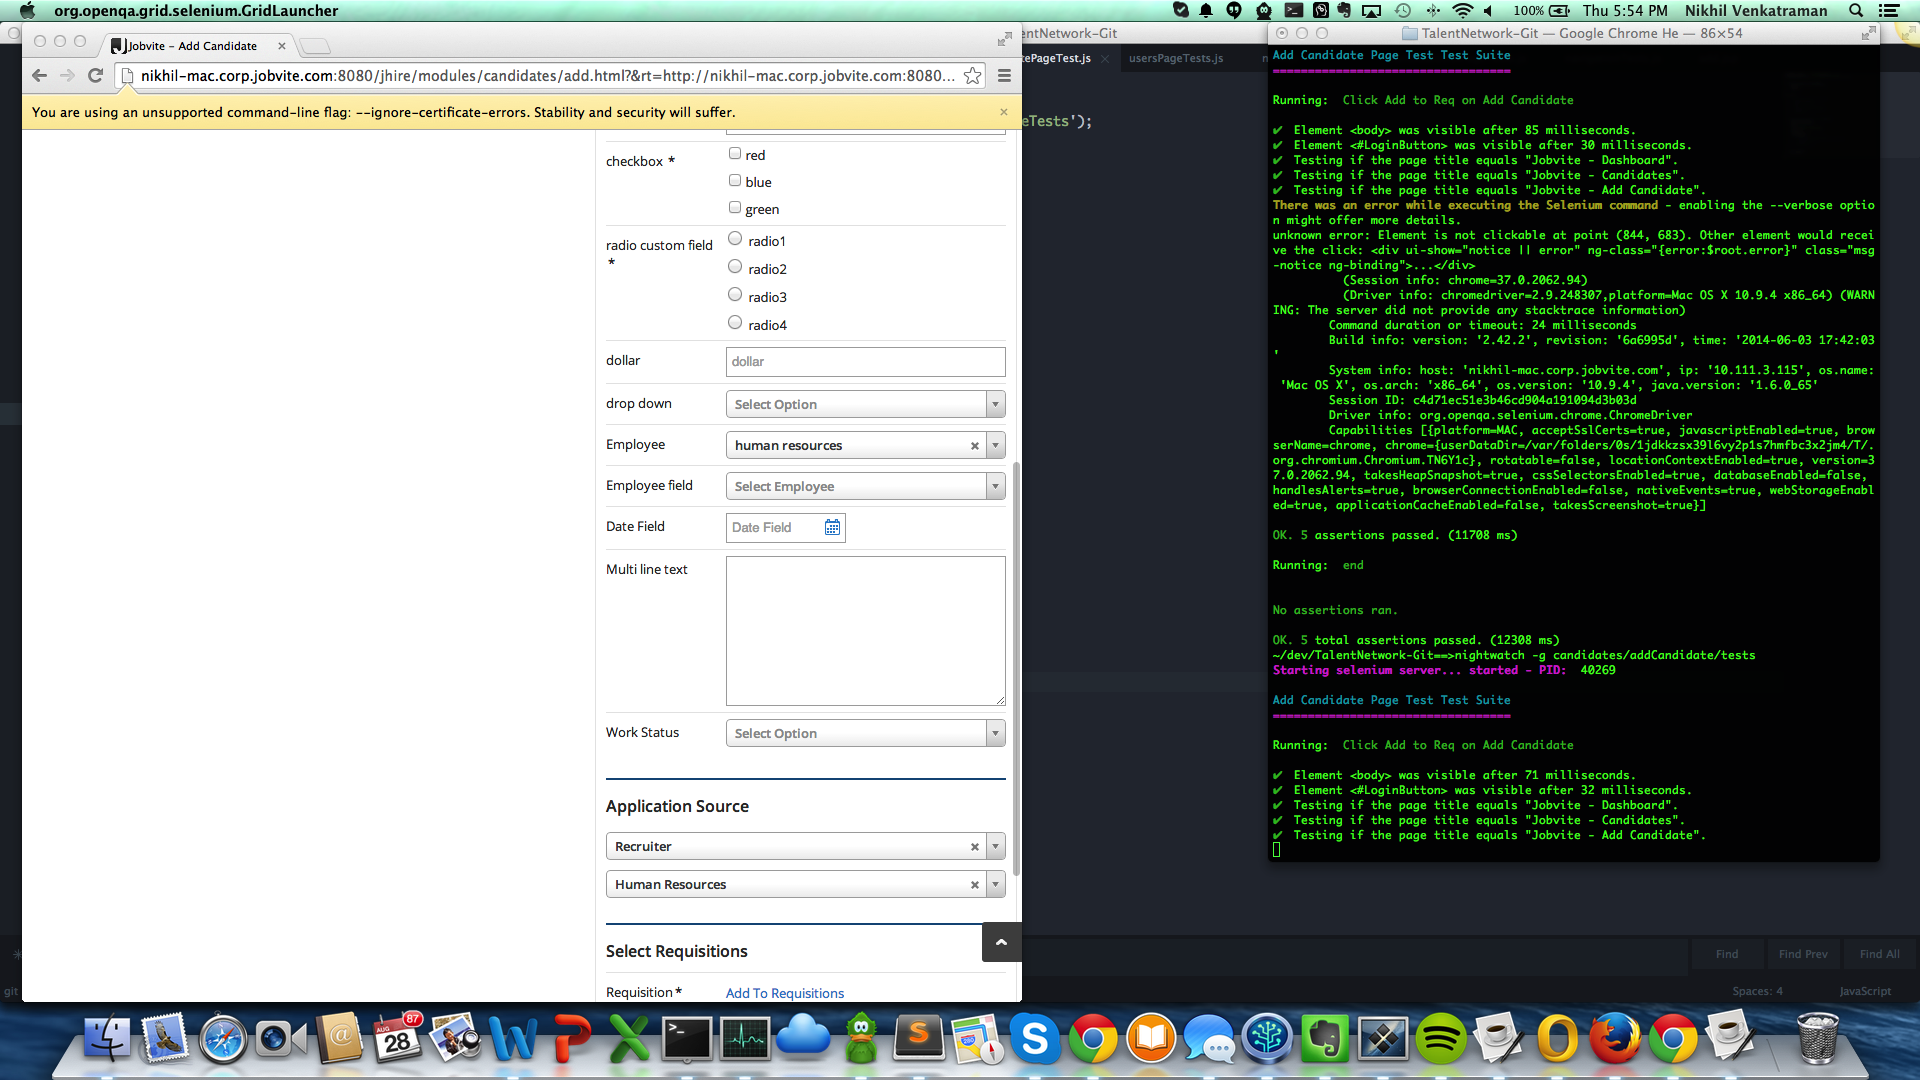 org.openqa.grid.selenium.GridLauncher
100%
Thu 5:54 PM
Nikhil Venkatraman
Jobvite – Add Candidate
nikhil-mac.corp.jobvite.com:8080/jhire/modules/candidates/add.html?&rt=http://nikhil-mac.corp.jobvite.com:8080...
You are using an unsupported command-line flag: --ignore-certificate-errors. Stability and security will suffer.
checkbox *
red
blue
green
radio custom field
*
radio1
radio2
radio3
radio4
dollar
dollar
drop down
Select Option
Employee
human resources
Employee field
Select Employee
Date Field
Date Field
Multi line text
Work Status
Select Option
Application Source
Recruiter
Human Resources
Select Requisitions
Requisition *
Add To Requisitions
entNetwork-Git
tePageTest.js
usersPageTests.js
eTests');
Find
Find Prev
Find All
git
Spaces: 4
JavaScript
TalentNetwork-Git — Google Chrome He — 86×54
Add Candidate Page Test Test Suite
==================================
Running:  Click Add to Req on Add Candidate
✔  Element <body> was visible after 85 milliseconds.
✔  Element <#LoginButton> was visible after 30 milliseconds.
✔  Testing if the page title equals "Jobvite - Dashboard".
✔  Testing if the page title equals "Jobvite - Candidates".
✔  Testing if the page title equals "Jobvite - Add Candidate".
There was an error while executing the Selenium command - enabling the --verbose optio
n might offer more details.
unknown error: Element is not clickable at point (844, 683). Other element would recei
ve the click: <div ui-show="notice || error" ng-class="{error:$root.error}" class="msg
-notice ng-binding">...</div>
(Session info: chrome=37.0.2062.94)
(Driver info: chromedriver=2.9.248307,platform=Mac OS X 10.9.4 x86_64) (WARN
ING: The server did not provide any stacktrace information)
Command duration or timeout: 24 milliseconds
Build info: version: '2.42.2', revision: '6a6995d', time: '2014-06-03 17:42:03
'
System info: host: 'nikhil-mac.corp.jobvite.com', ip: '10.111.3.115', os.name:
'Mac OS X', os.arch: 'x86_64', os.version: '10.9.4', java.version: '1.6.0_65'
Session ID: c4d71ec51e3b46cd904a191094d3b03d
Driver info: org.openqa.selenium.chrome.ChromeDriver
Capabilities [{platform=MAC, acceptSslCerts=true, javascriptEnabled=true, brow
serName=chrome, chrome={userDataDir=/var/folders/0s/1jdkkzsx39l6vy2p1s7hmfbc3x2jm4/T/.
org.chromium.Chromium.TN6Y1c}, rotatable=false, locationContextEnabled=true, version=3
7.0.2062.94, takesHeapSnapshot=true, cssSelectorsEnabled=true, databaseEnabled=false,
handlesAlerts=true, browserConnectionEnabled=false, nativeEvents=true, webStorageEnabl
ed=true, applicationCacheEnabled=false, takesScreenshot=true}]
OK. 5 assertions passed. (11708 ms)
Running:  end
No assertions ran.
OK. 5 total assertions passed. (12308 ms)
~/dev/TalentNetwork-Git==>nightwatch -g candidates/addCandidate/tests
Starting selenium server... started - PID:  40269
Add Candidate Page Test Test Suite
==================================
Running:  Click Add to Req on Add Candidate
✔  Element <body> was visible after 71 milliseconds.
✔  Element <#LoginButton> was visible after 32 milliseconds.
✔  Testing if the page title equals "Jobvite - Dashboard".
✔  Testing if the page title equals "Jobvite - Candidates".
✔  Testing if the page title equals "Jobvite - Add Candidate".
AUG
28
87